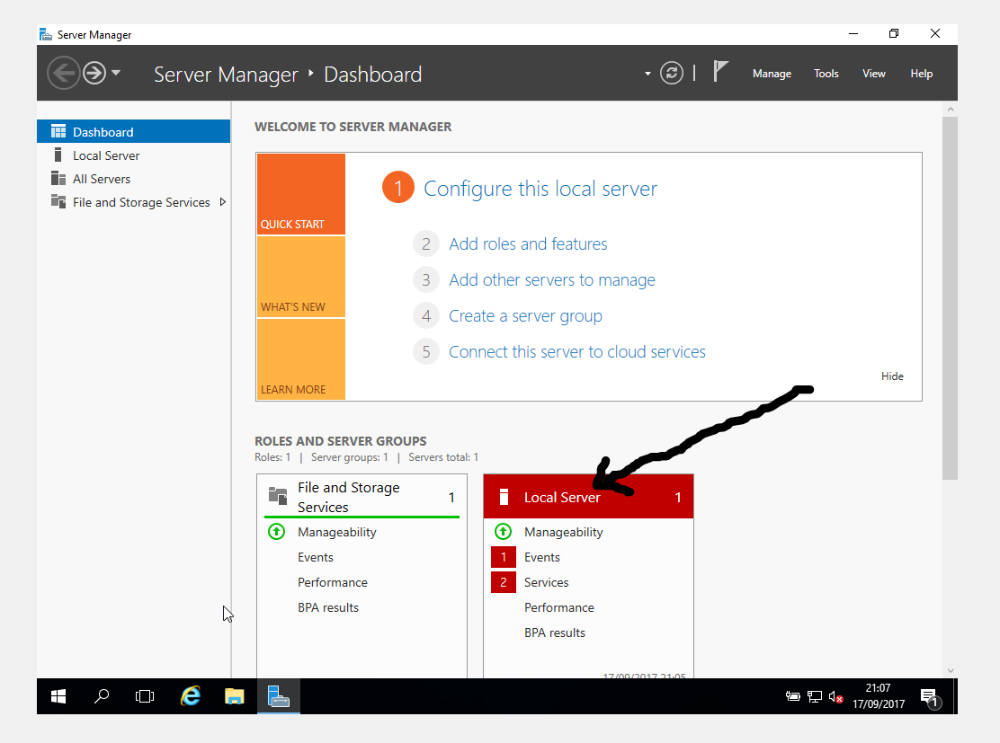 Server Manager
Server Manager ‣ Dashboard
Manage Tools View Help
Dashboard
Local Server
All Servers
File and Storage Services
WELCOME TO SERVER MANAGER
QUICK START
WHAT'S NEW
LEARN MORE
1 Configure this local server
2 Add roles and features
3 Add other servers to manage
4 Create a server group
5 Connect this server to cloud services
Hide
ROLES AND SERVER GROUPS
Roles: 1 | Server groups: 1 | Servers total: 1
File and Storage
Services 1
Manageability
Events
Performance
BPA results
Local Server 1
Manageability
1 Events
2 Services
Performance
BPA results
17/09/2017 21:05
21:07
17/09/2017
1